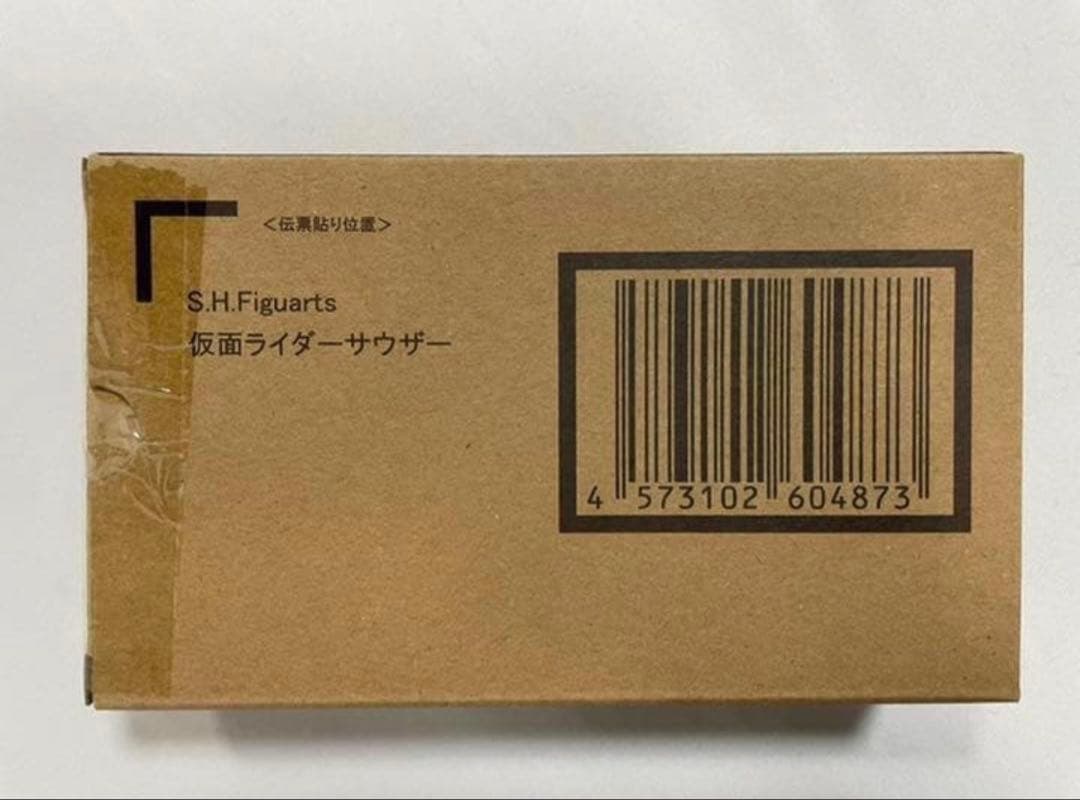 <伝票貼り位置>
S.H.Figuarts
仮面ライダーサウザー
4 573102 604873